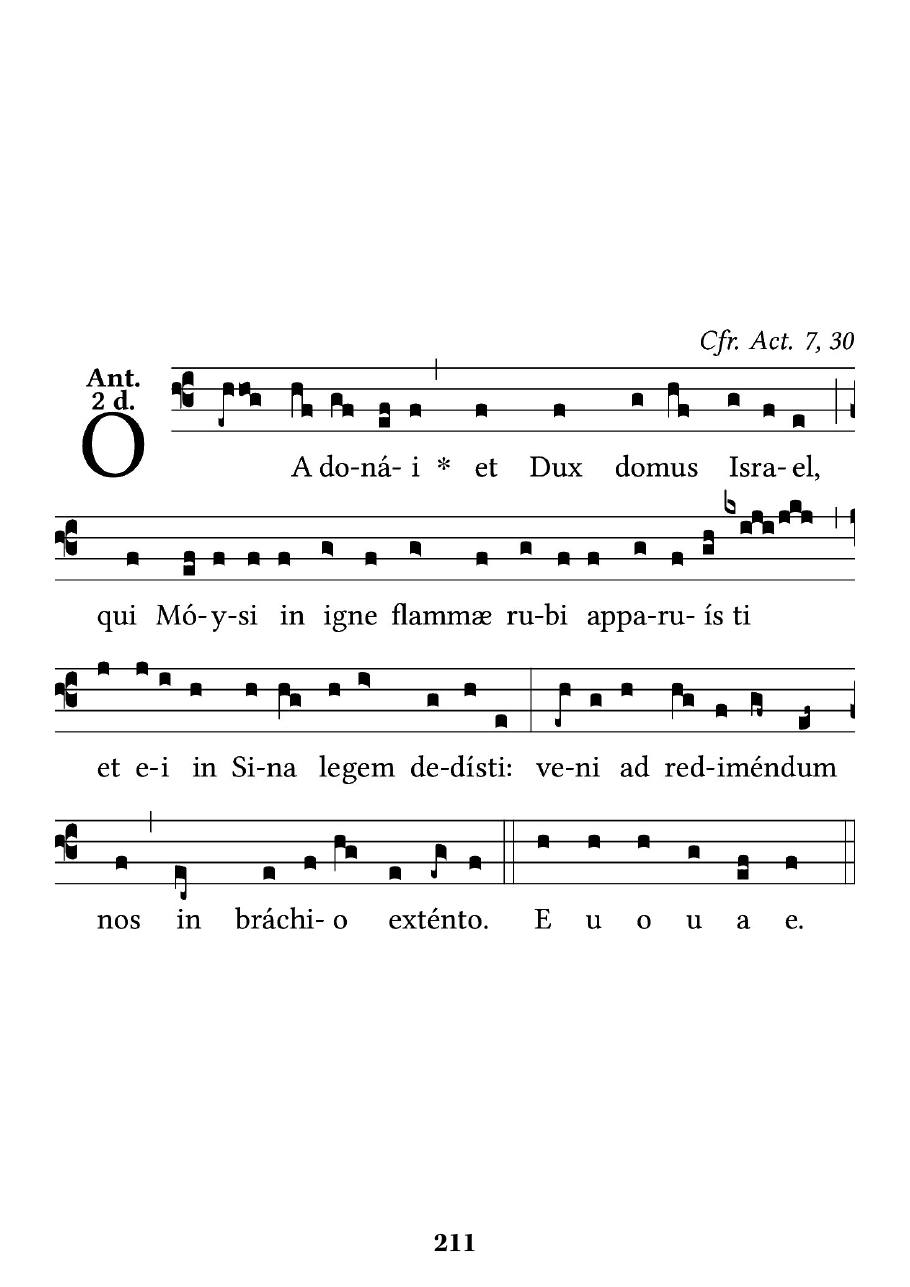 Cfr. Act. 7, 30
Ant.
2 d.
O A do-ná-i * et Dux domus Isra-el,
qui Mó-y-si in igne flammæ ru-bi appa-ru-ís ti
et e-i in Si-na legem de-dísti: ve-ni ad red-iméndum
nos in bráchi-o exténto. E u o u a e.
211